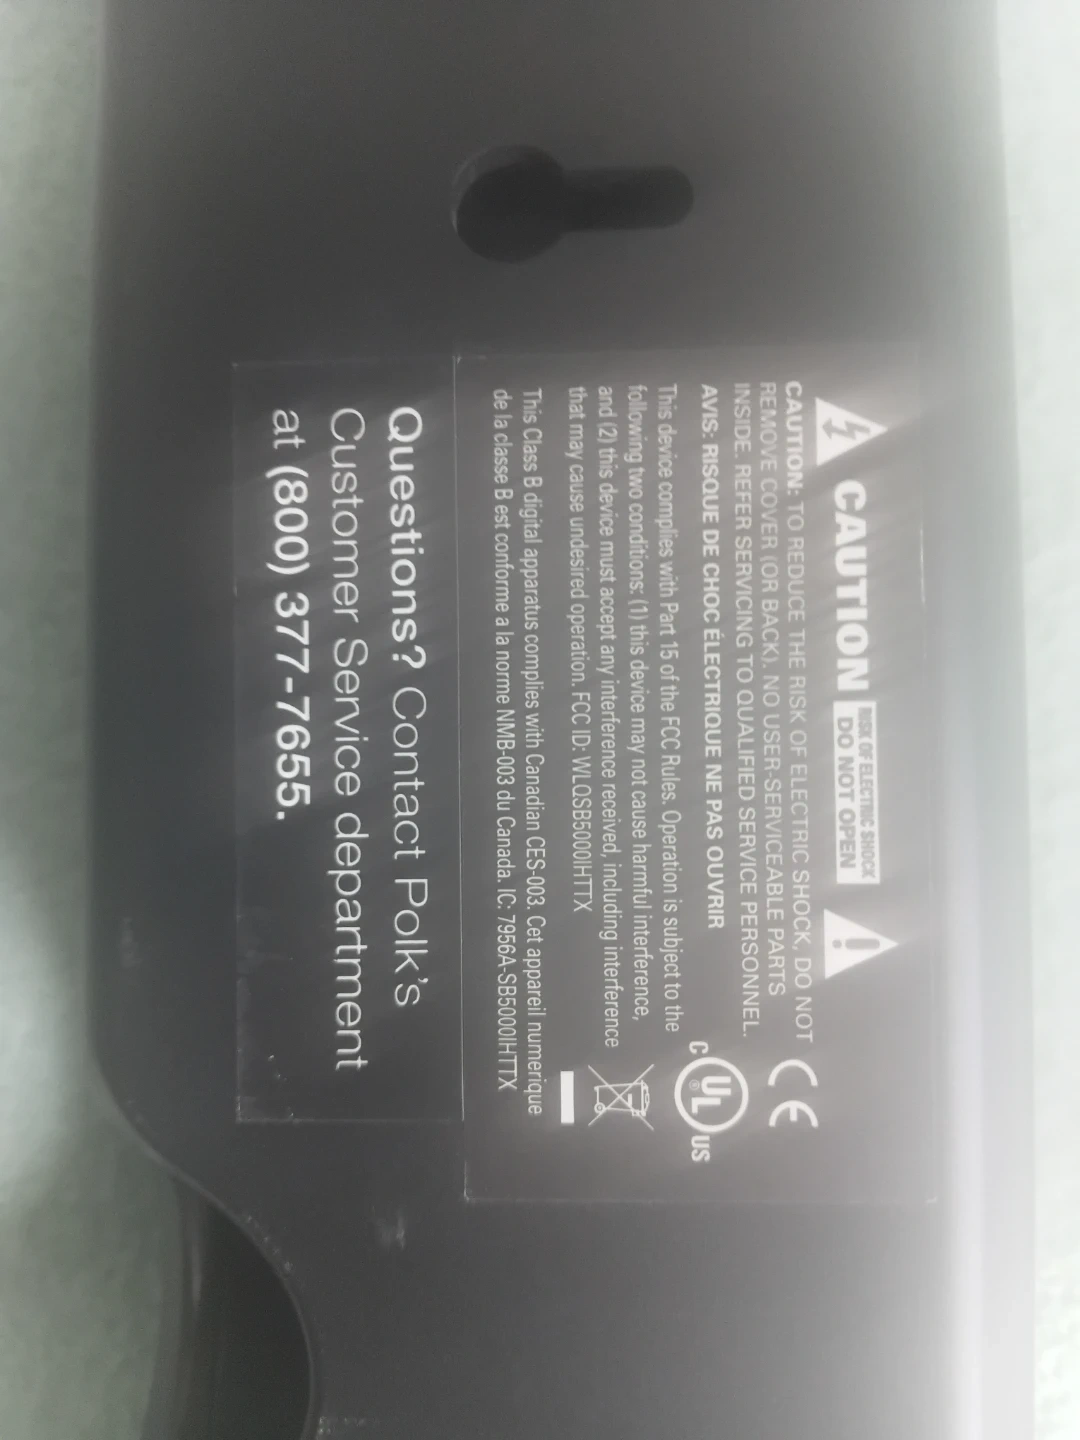 CAUTION
RISK OF ELECTRIC SHOCK
DO NOT OPEN
CAUTION: TO REDUCE THE RISK OF ELECTRIC SHOCK, DO NOT
REMOVE COVER (OR BACK). NO USER-SERVICEABLE PARTS
INSIDE. REFER SERVICING TO QUALIFIED SERVICE PERSONNEL.
AVIS: RISQUE DE CHOC ÉLECTRIQUE NE PAS OUVRIR
This device complies with Part 15 of the FCC Rules. Operation is subject to the
following two conditions: (1) this device may not cause harmful interference,
and (2) this device must accept any interference received, including interference
that may cause undesired operation. FCC ID: WLQSB5000IHTTX
This Class B digital apparatus complies with Canadian CES-003. Cet appareil numerique
de la classe B est conforme a la norme NMB-003 du Canada. IC: 7956A-SB5000IHTTX
CE
C UL ® US
Questions? Contact Polk's
Customer Service department
at (800) 377-7655.